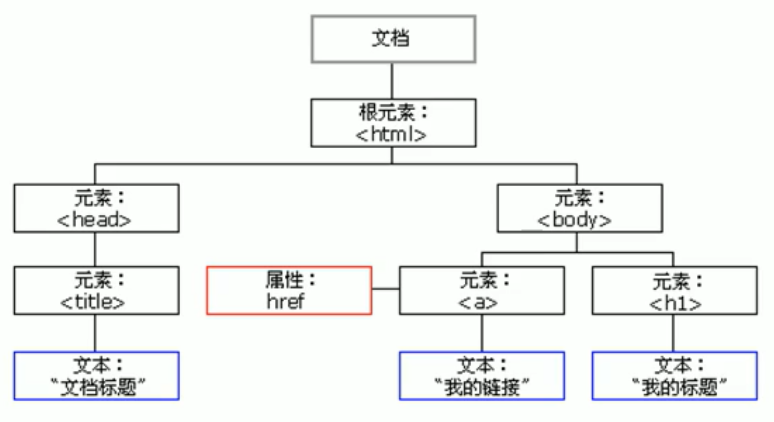 文档
根元素：
<html>
元素：
<head>
元素：
<body>
元素：
<title>
属性：
href
元素：
<a>
元素：
<h1>
文本：
“文档标题”
文本：
“我的链接”
文本：
“我的标题”